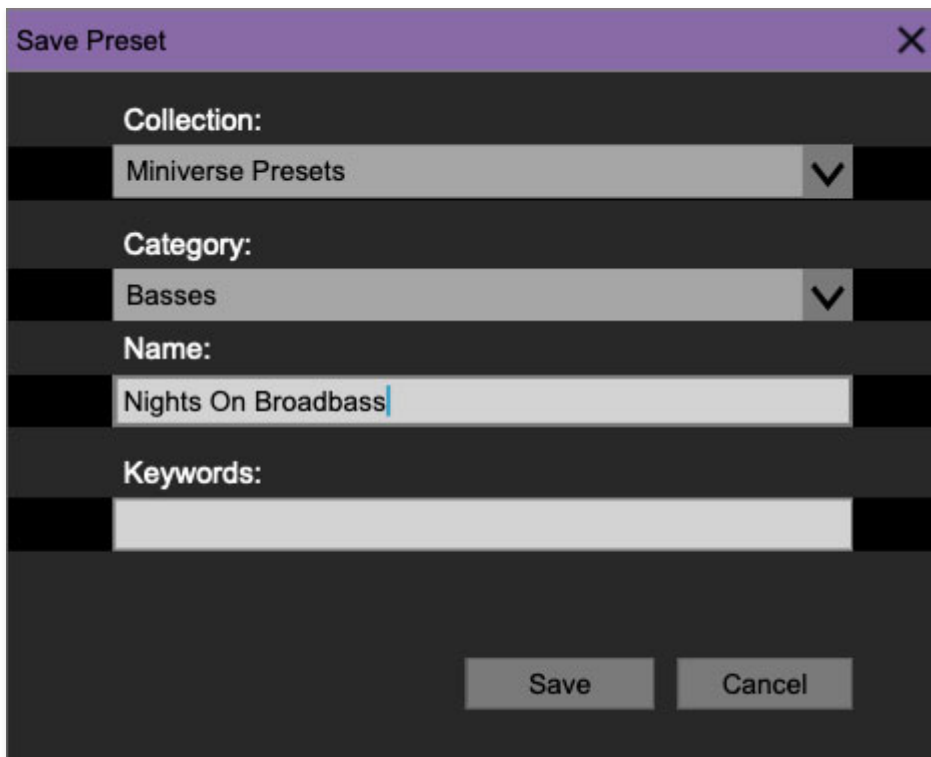 Save Preset
Collection:
Miniverse Presets
Category:
Basses
Name:
Nights On Broadbass
Keywords:
Save Cancel